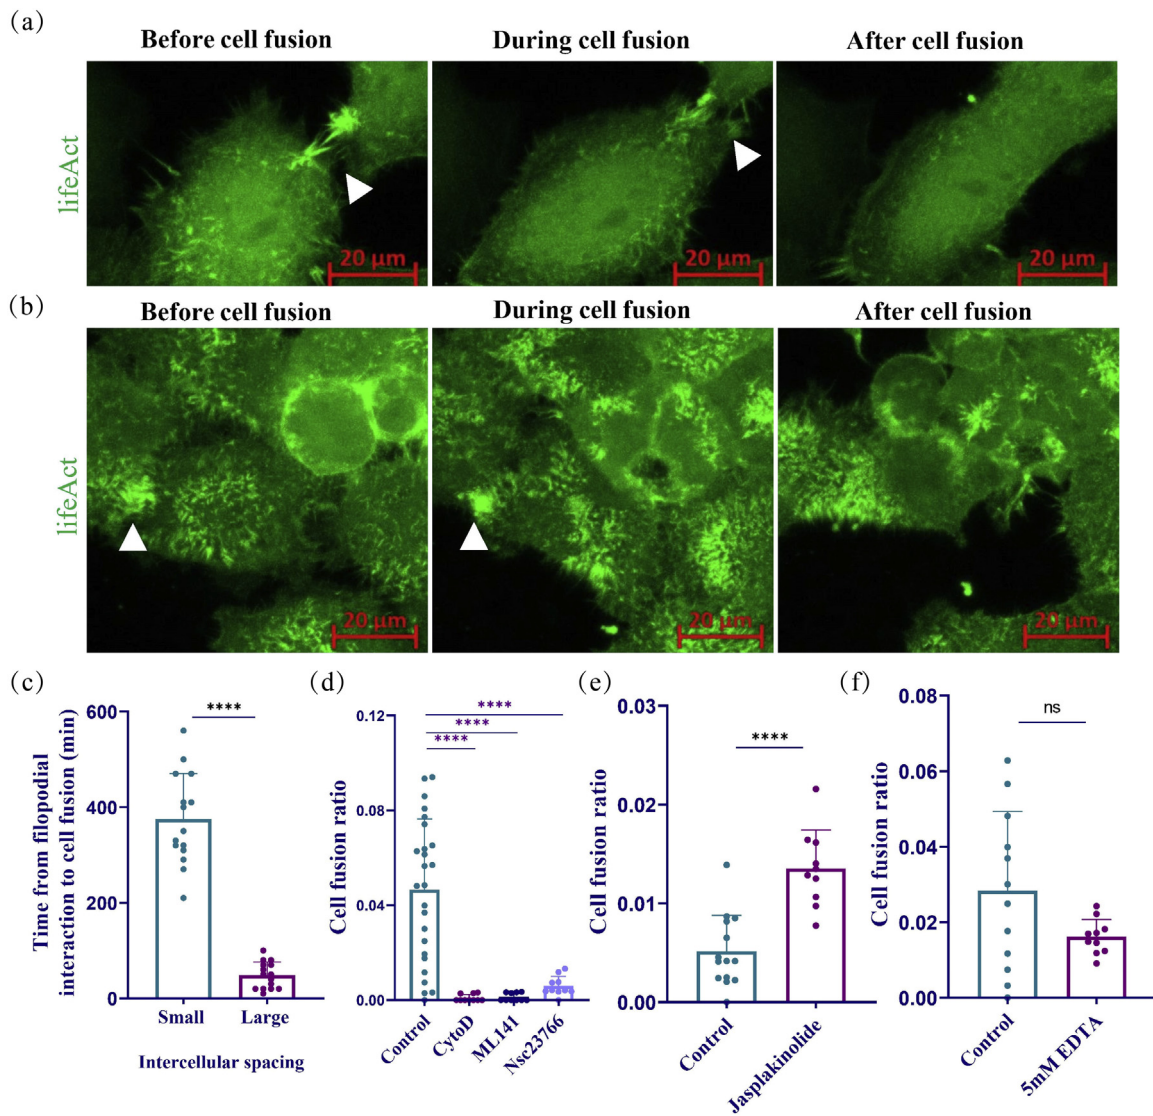 (a)
Before cell fusion During cell fusion After cell fusion
lifeAct
20 μm 20 μm 20 μm
(b)
Before cell fusion During cell fusion After cell fusion
lifeAct
20 μm 20 μm 20 μm
(c)
Time from filopodial
interaction to cell fusion (min)
600
400
200
0
****
Small Large
Intercellular spacing
(d)
Cell fusion ratio
0.12
0.08
0.04
0.00
****
****
****
Control CytoD ML141 Nsc23766
(e)
Cell fusion ratio
0.03
0.02
0.01
0.00
****
Control Jasplakinolide
(f)
Cell fusion ratio
0.08
0.06
0.04
0.02
0.00
ns
Control 5mM EDTA